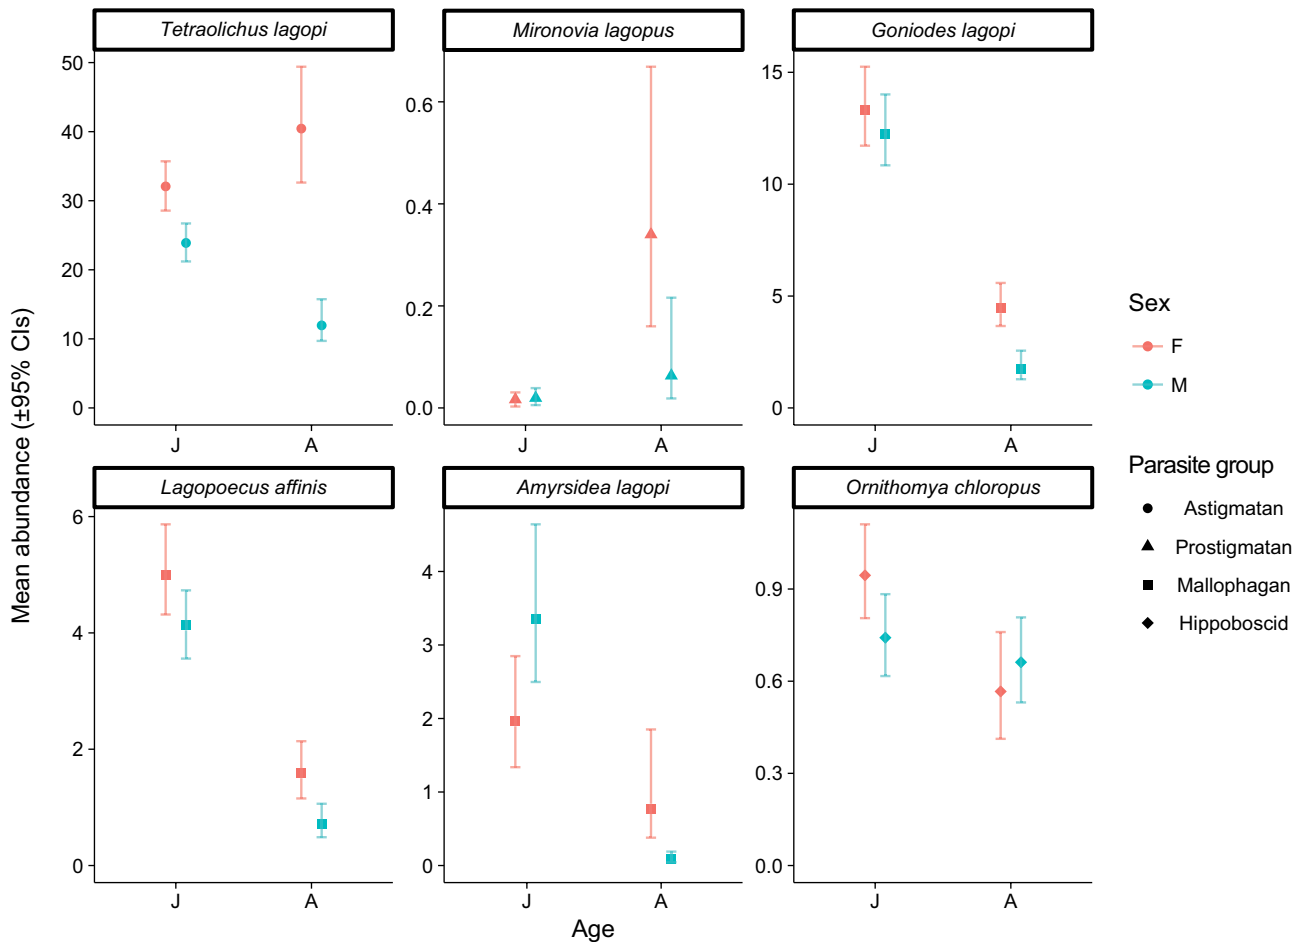 Tetraolichus lagopi
Mironovia lagopus
Goniodes lagopi
50
40
30
20
10
0
J
A
0.6
0.4
0.2
0.0
J
A
15
10
5
0
J
A
Lagopoecus affinis
Amyrsidea lagopi
Ornithomya chloropus
6
4
2
0
J
A
4
3
2
1
0
J
A
0.9
0.6
0.3
0.0
J
A
Mean abundance (±95% CIs)
Age
Sex
F
M
Parasite group
Astigmatan
Prostigmatan
Mallophagan
Hippoboscid